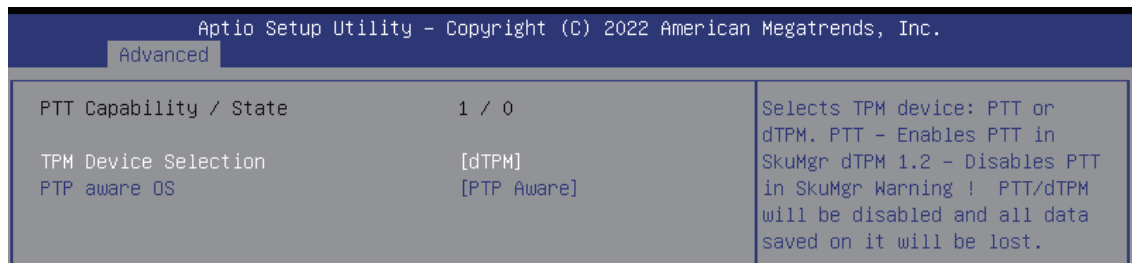 Aptio Setup Utility – Copyright (C) 2022 American Megatrends, Inc.
Advanced
PTT Capability / State 1 / 0
TPM Device Selection [dTPM]
PTP aware OS [PTP Aware]
Selects TPM device: PTT or
dTPM. PTT – Enables PTT in
SkuMgr dTPM 1.2 – Disables PTT
in SkuMgr Warning ! PTT/dTPM
will be disabled and all data
saved on it will be lost.